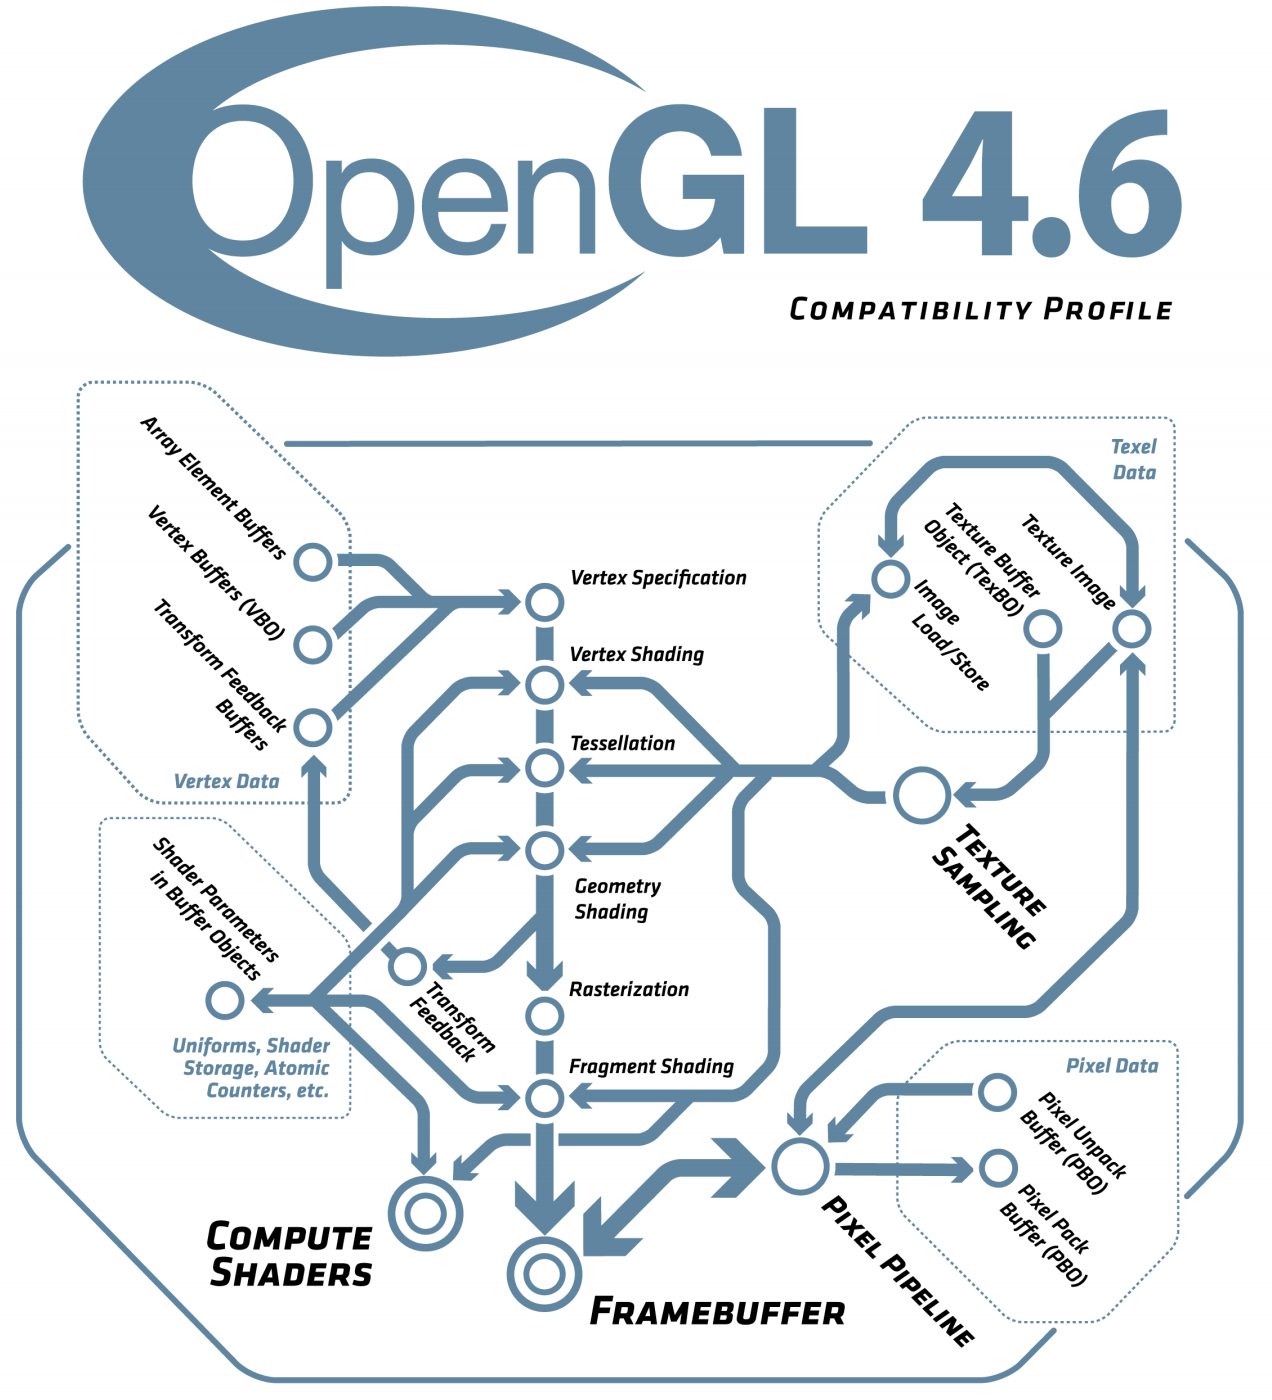 OpenGL 4.6
COMPATIBILITY PROFILE
Array Element Buffers
Vertex Buffers (VBO)
Transform Feedback
Buffers
Vertex Data
Texel
Data
Texture Image
Texture Buffer
Object (TexBO)
Image
Load/Store
Vertex Specification
Vertex Shading
Tessellation
Geometry
Shading
Rasterization
Fragment Shading
TEXTURE
SAMPLING
Shader Parameters
in Buffer Objects
Uniforms, Shader
Storage, Atomic
Counters, etc.
Transform
Feedback
Pixel Data
Pixel Unpack
Buffer (PBO)
Pixel Pack
Buffer (PBO)
PIXEL PIPELINE
COMPUTE
SHADERS
FRAMEBUFFER